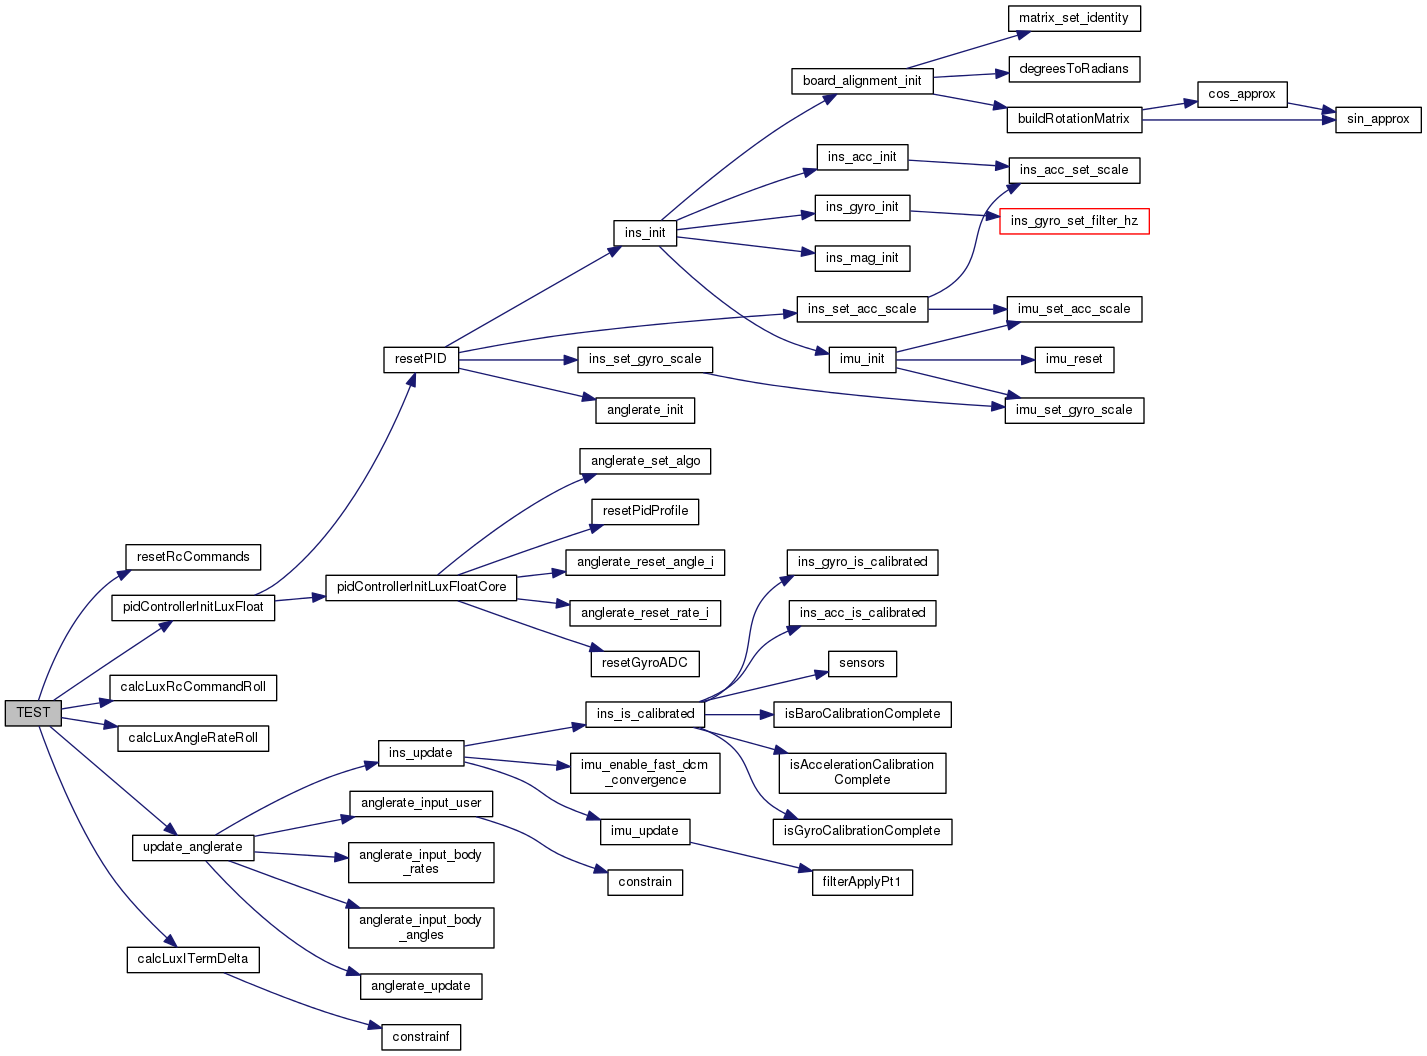 matrix_set_identity
degreesToRadians
board_alignment_init
cos_approx
buildRotationMatrix
sin_approx
ins_acc_init
ins_acc_set_scale
ins_gyro_init
ins_gyro_set_filter_hz
ins_init
ins_mag_init
ins_set_acc_scale
imu_set_acc_scale
resetPID
ins_set_gyro_scale
imu_init
imu_reset
anglerate_init
imu_set_gyro_scale
anglerate_set_algo
resetPidProfile
resetRcCommands
anglerate_reset_angle_i
ins_gyro_is_calibrated
pidControllerInitLuxFloat
pidControllerInitLuxFloatCore
anglerate_reset_rate_i
ins_acc_is_calibrated
resetGyroADC
sensors
calcLuxRcCommandRoll
TEST
ins_is_calibrated
isBaroCalibrationComplete
calcLuxAngleRateRoll
ins_update
imu_enable_fast_dcm
_convergence
isAccelerationCalibration
Complete
anglerate_input_user
imu_update
isGyroCalibrationComplete
update_anglerate
anglerate_input_body
_rates
constrain
filterApplyPt1
anglerate_input_body
_angles
calcLuxITermDelta
anglerate_update
constrainf